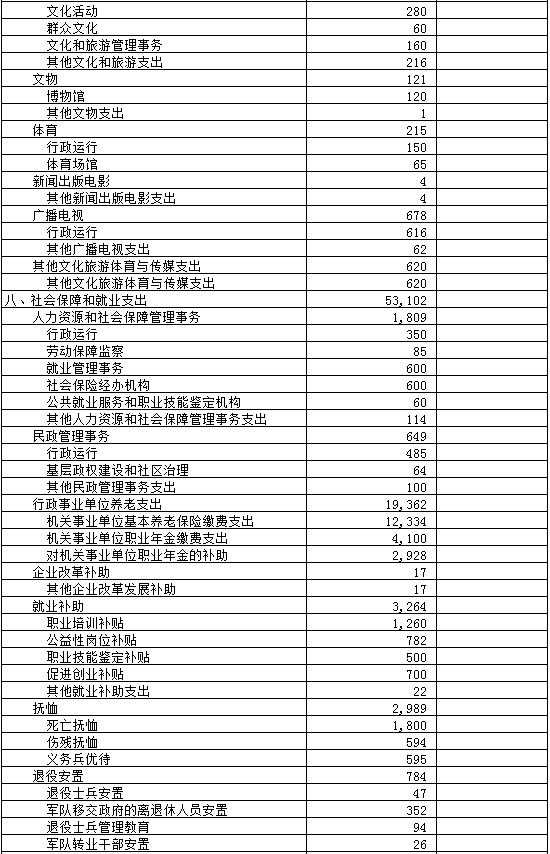 文化活动 280
群众文化 60
文化和旅游管理事务 160
其他文化和旅游支出 216
文物 121
博物馆 120
其他文物支出 1
体育 215
行政运行 150
体育场馆 65
新闻出版电影 4
其他新闻出版电影支出 4
广播电视 678
行政运行 616
其他广播电视支出 62
其他文化旅游体育与传媒支出 620
其他文化旅游体育与传媒支出 620
八、社会保障和就业支出 53,102
人力资源和社会保障管理事务 1,809
行政运行 350
劳动保障监察 85
就业管理事务 600
社会保险经办机构 600
公共就业服务和职业技能鉴定机构 60
其他人力资源和社会保障管理事务支出 114
民政管理事务 649
行政运行 485
基层政权建设和社区治理 64
其他民政管理事务支出 100
行政事业单位养老支出 19,362
机关事业单位基本养老保险缴费支出 12,334
机关事业单位职业年金缴费支出 4,100
对机关事业单位职业年金的补助 2,928
企业改革补助 17
其他企业改革发展补助 17
就业补助 3,264
职业培训补贴 1,260
公益性岗位补贴 782
职业技能鉴定补贴 500
促进创业补贴 700
其他就业补助支出 22
抚恤 2,989
死亡抚恤 1,800
伤残抚恤 594
义务兵优待 595
退役安置 784
退役士兵安置 47
军队移交政府的离退休人员安置 352
退役士兵管理教育 94
军队转业干部安置 26